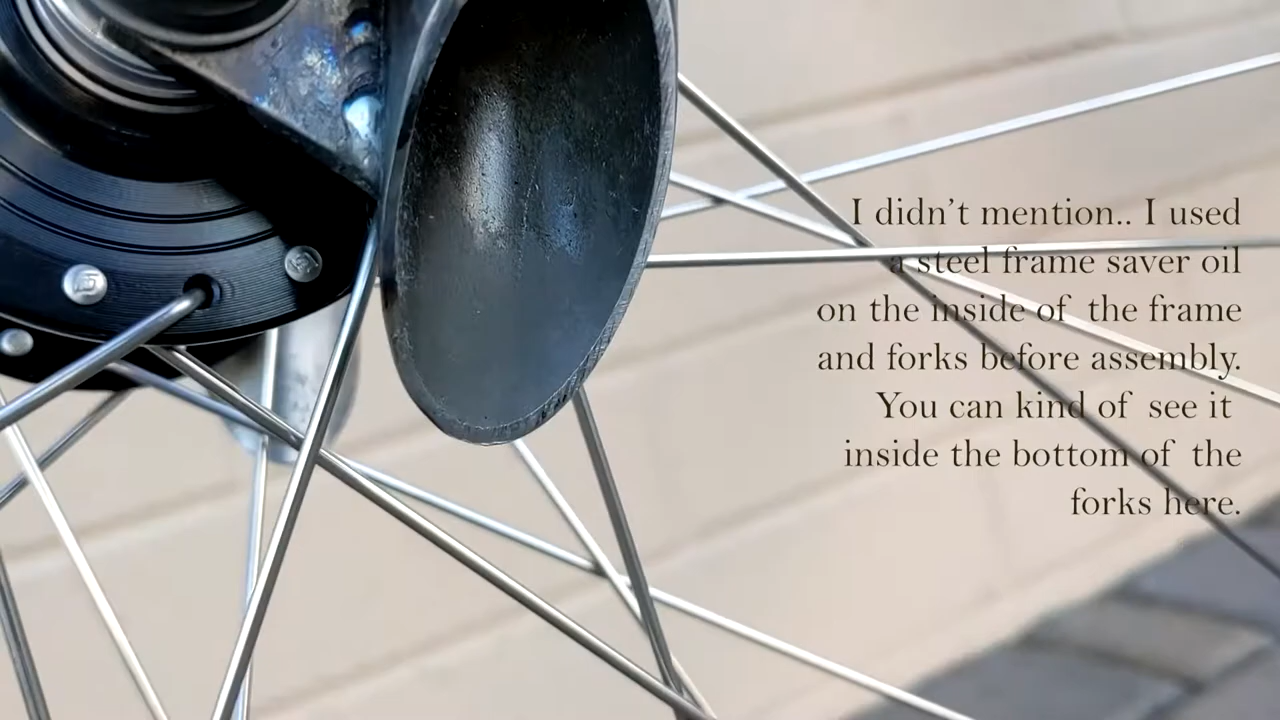 I didn't mention.. I used
a steel frame saver oil
on the inside of the frame
and forks before assembly.
You can kind of see it
inside the bottom of the
forks here.